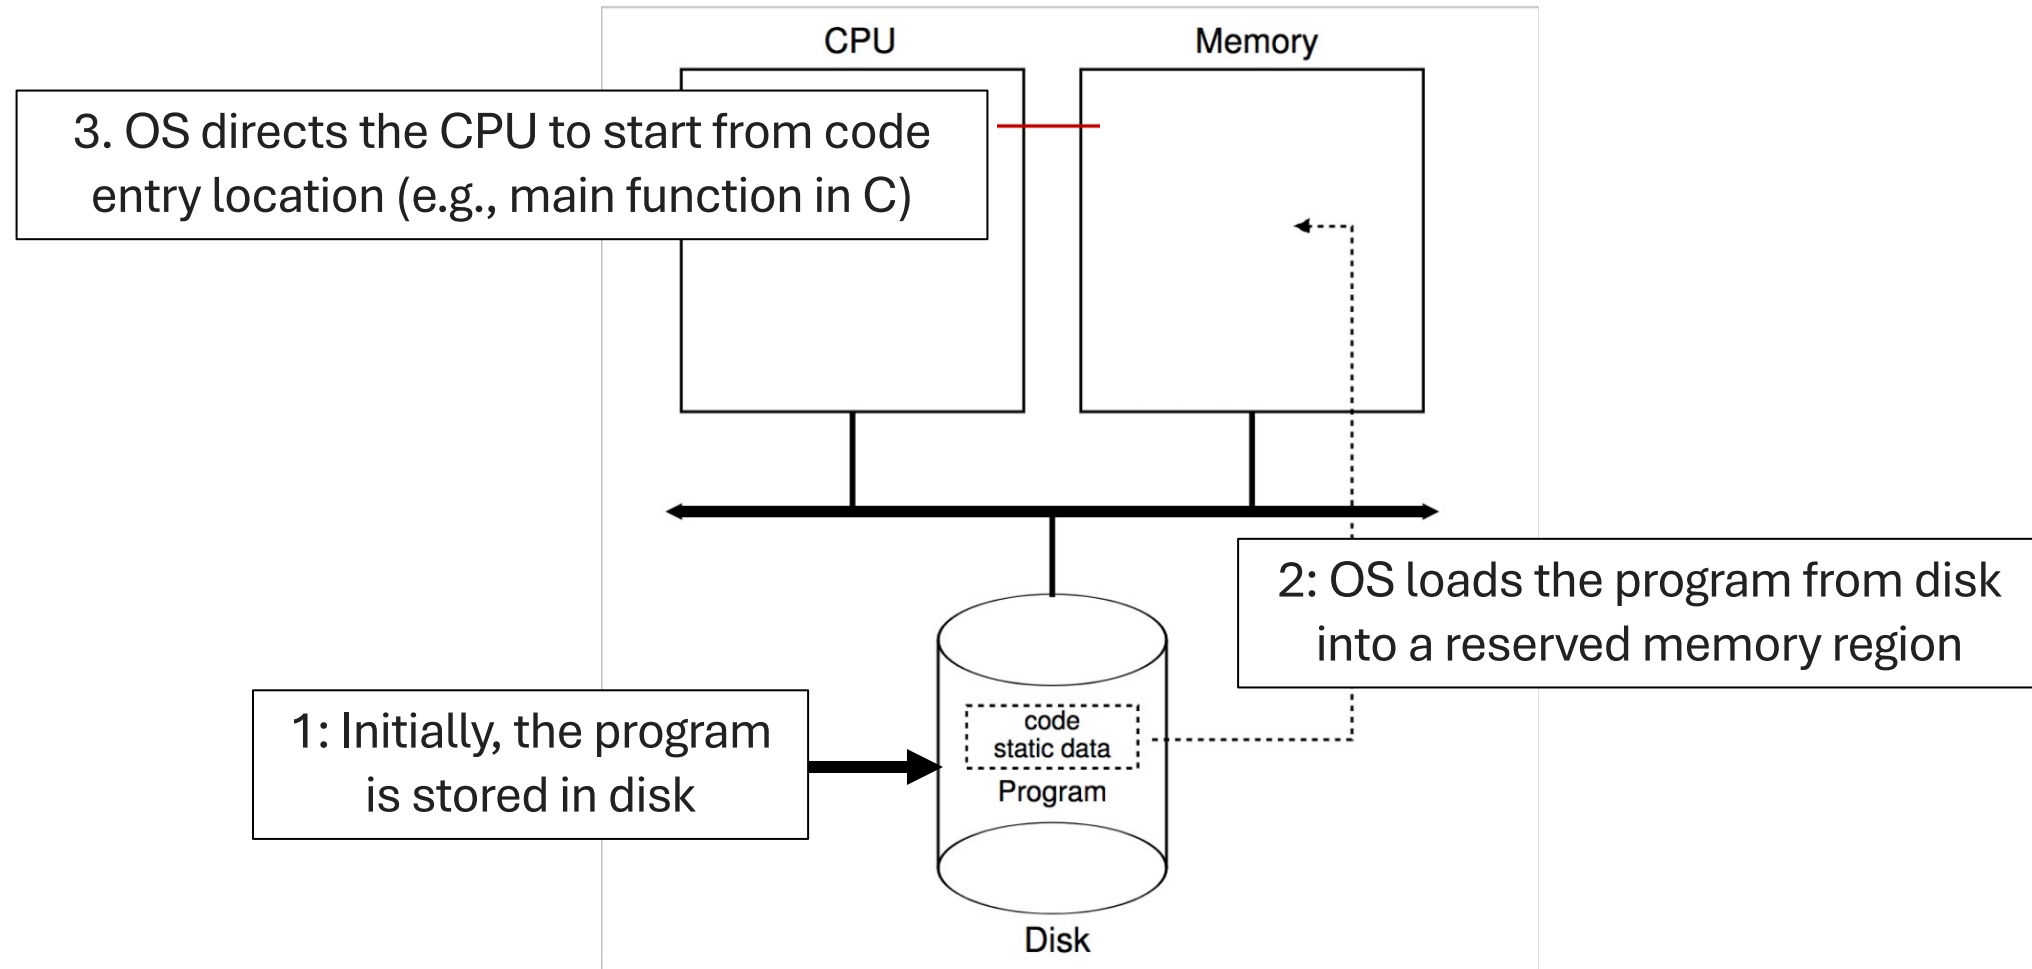 CPU
Memory
3. OS directs the CPU to start from code
entry location (e.g., main function in C)
2: OS loads the program from disk
into a reserved memory region
1: Initially, the program
is stored in disk
code
static data
Program
Disk